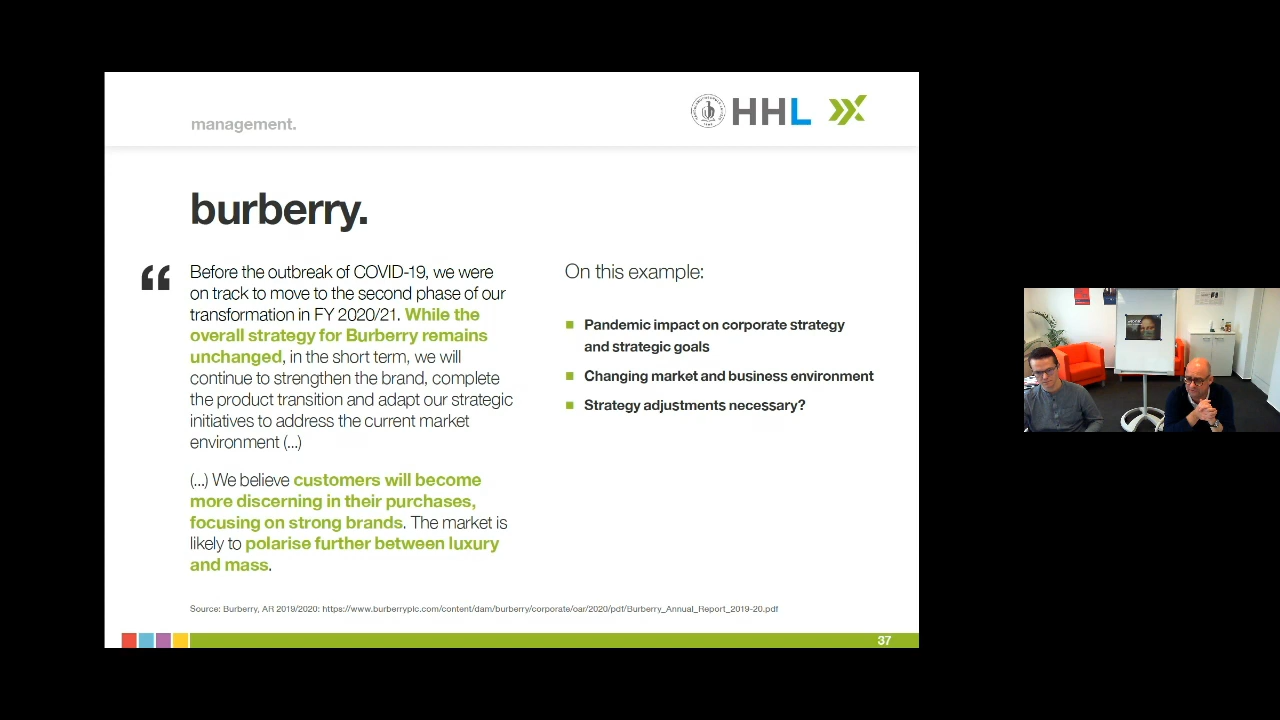 management.
HHL
burberry.
“
Before the outbreak of COVID-19, we were
on track to move to the second phase of our
transformation in FY 2020/21. While the
overall strategy for Burberry remains
unchanged, in the short term, we will
continue to strengthen the brand, complete
the product transition and adapt our strategic
initiatives to address the current market
environment (...)
(...) We believe customers will become
more discerning in their purchases,
focusing on strong brands. The market is
likely to polarise further between luxury
and mass.
On this example:
Pandemic impact on corporate strategy
and strategic goals
Changing market and business environment
Strategy adjustments necessary?
Source: Burberry, AR 2019/2020: https://www.burberryplc.com/content/dam/burberry/corporate/oar/2020/pdf/Burberry_Annual_Report_2019-20.pdf
37